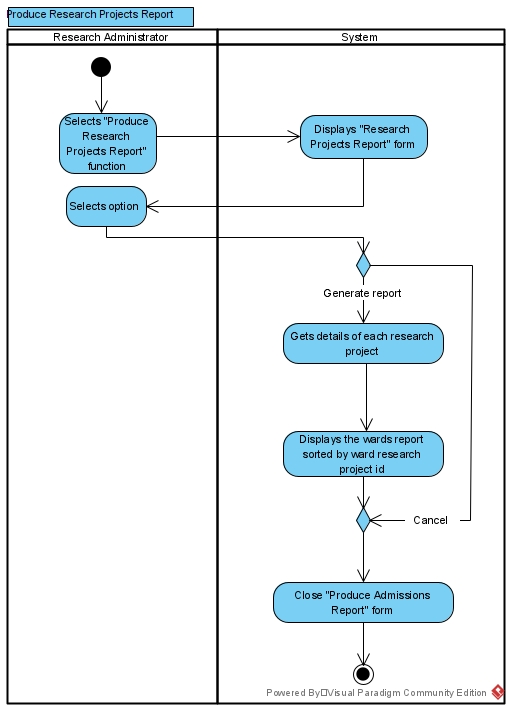 Produce Research Projects Report
Research Administrator
System
Selects "Produce
Research
Projects Report"
function
Displays "Research
Projects Report" form
Selects option
Generate report
Gets details of each research
project
Displays the wards report
sorted by ward research
project id
Cancel
Close "Produce Admissions
Report" form
Powered By Visual Paradigm Community Edition